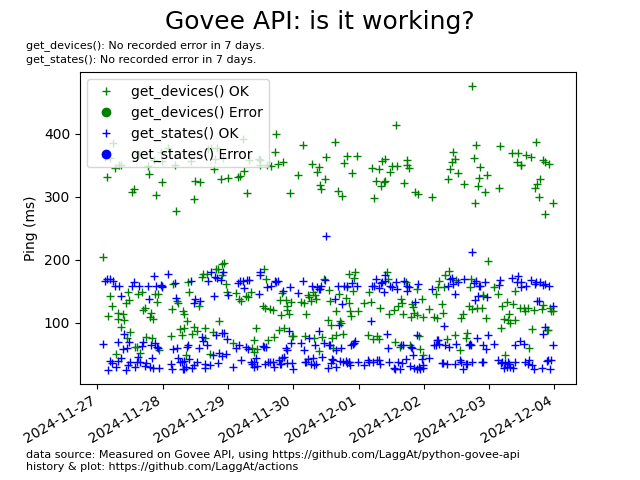 Govee API: is it working?
get_devices(): No recorded error in 7 days.
get_states(): No recorded error in 7 days.
get_devices() OK
get_devices() Error
get_states() OK
get_states() Error
Ping (ms)
400
300
200
100
2024-11-27
2024-11-28
2024-11-29
2024-11-30
2024-12-01
2024-12-02
2024-12-03
2024-12-04
data source: Measured on Govee API, using https://github.com/LaggAt/python-govee-api
history & plot: https://github.com/LaggAt/actions